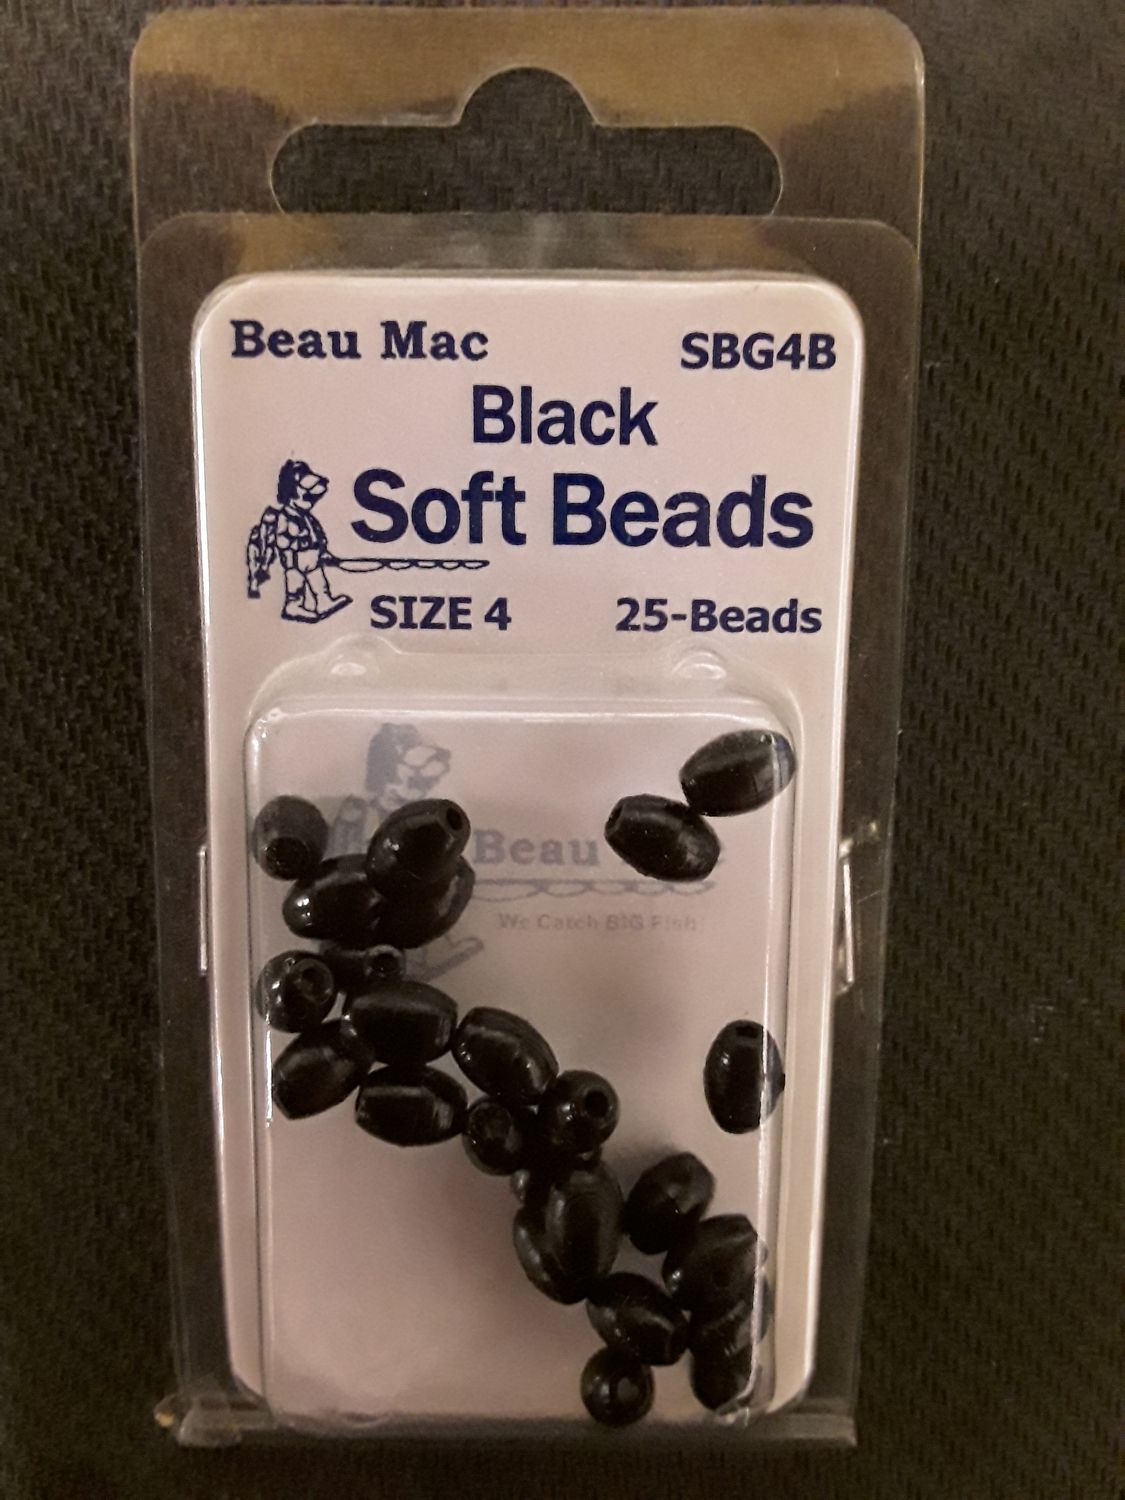 Beau Mac
SBG4B
Black
Soft Beads
SIZE 4
25-Beads
Beau
We Catch BIG Fish!